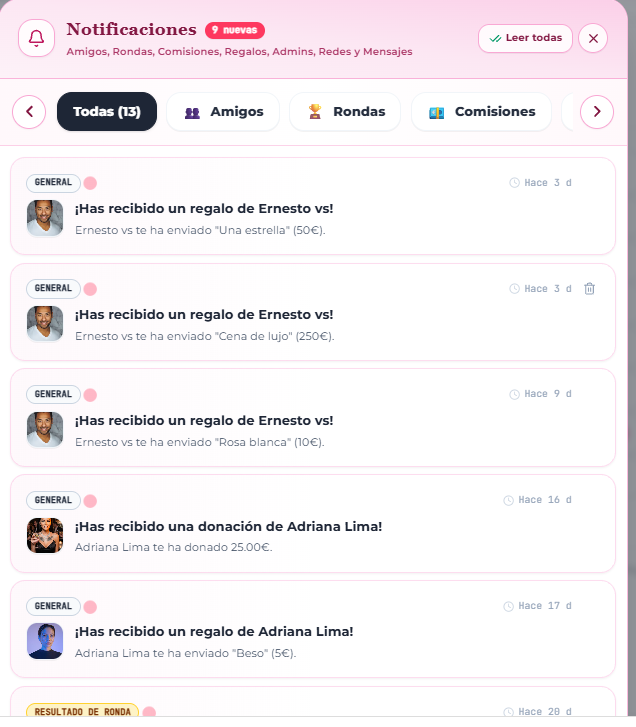 Notificaciones 9 nuevas
Amigos, Rondas, Comisiones, Regalos, Admins, Redes y Mensajes
Leer todas
Todas (13) Amigos Rondas Comisiones
GENERAL Hace 3 d
¡Has recibido un regalo de Ernesto vs!
Ernesto vs te ha enviado "Una estrella" (50€).
GENERAL Hace 3 d
¡Has recibido un regalo de Ernesto vs!
Ernesto vs te ha enviado "Cena de lujo" (250€).
GENERAL Hace 9 d
¡Has recibido un regalo de Ernesto vs!
Ernesto vs te ha enviado "Rosa blanca" (10€).
GENERAL Hace 16 d
¡Has recibido una donación de Adriana Lima!
Adriana Lima te ha donado 25.00€.
GENERAL Hace 17 d
¡Has recibido un regalo de Adriana Lima!
Adriana Lima te ha enviado "Beso" (5€).
RESULTADO DE RONDA Hace 20 d